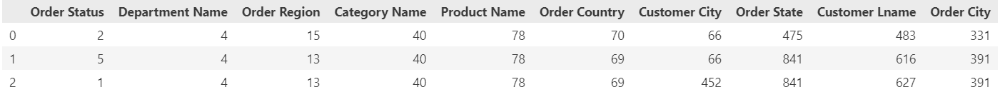 Order Status Department Name Order Region Category Name Product Name Order Country Customer City Order State Customer Lname Order City
0 2 4 15 40 78 70 66 475 483 331
1 5 4 13 40 78 69 66 841 616 391
2 1 4 13 40 78 69 452 841 627 391